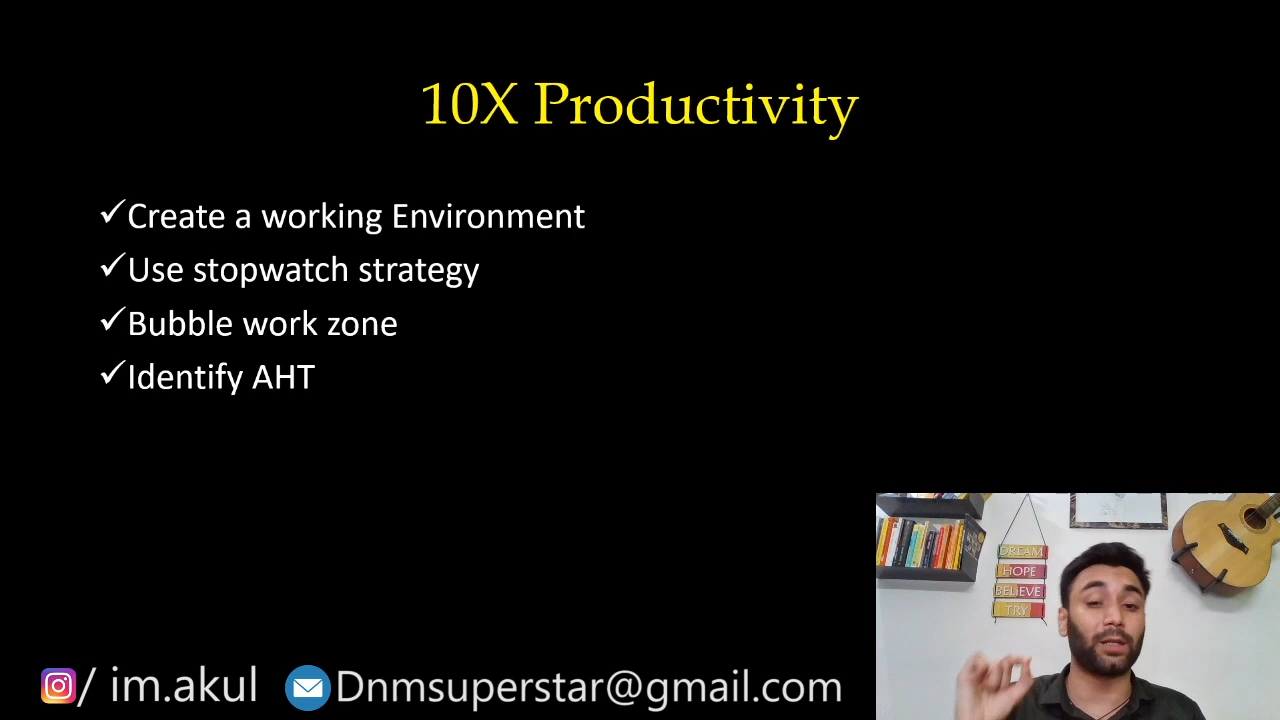 10X Productivity
✓Create a working Environment
✓Use stopwatch strategy
✓Bubble work zone
✓Identify AHT
DREAM
HOPE
BELIEVE
TRY
/ im.akul Dnmsuperstar@gmail.com